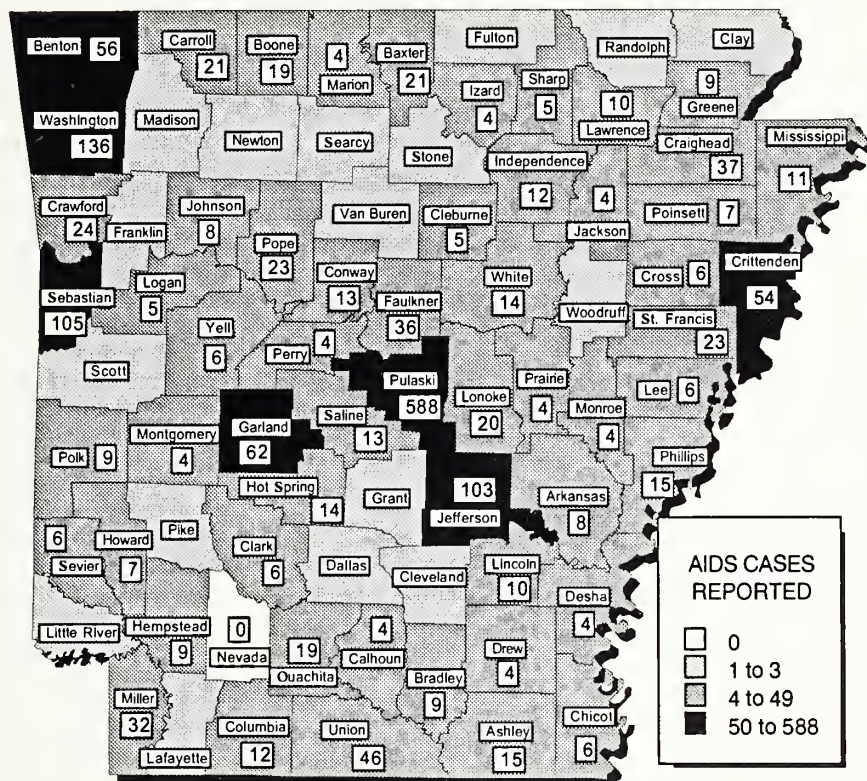 Benton 56
Carroll 21
Boone 19
4 Marion
Baxter 21
Fulton
Randolph
Clay
Izard 4
Sharp 5
10 Lawrence
9 Greene
Washington 136
Madison
Newton
Searcy
Stone
Independence 12
4 Jackson
Craighead 37
Mississippi 11
Crawford 24
Franklin
Johnson 8
Pope 23
Van Buren
Cleburne 5
Poinsett 7
Sebastian 105
Logan 5
Conway 13
Faulkner 36
White 14
Woodruff
Cross 6
Crittenden 54
St. Francis 23
Scott
Yell 6
Perry 4
Pulaski 588
Lonoke 20
Prairie 4
Monroe 4
Lee 6
Polk 9
Montgomery 4
Garland 62
Saline 13
Phillips 15
Hot Spring 14
Grant
103 Jefferson
Arkansas 8
6 Sevier
Howard 7
Pike
Clark 6
Dallas
Cleveland
Lincoln 10
Desha 4
Little River
Hempstead 9
0 Nevada
19 Ouachita
4 Calhoun
Bradley 9
Drew 4
Miller 32
Lafayette
Columbia 12
Union 46
Ashley 15
Chicot 6
AIDS CASES
REPORTED
0
1 to 3
4 to 49
50 to 588